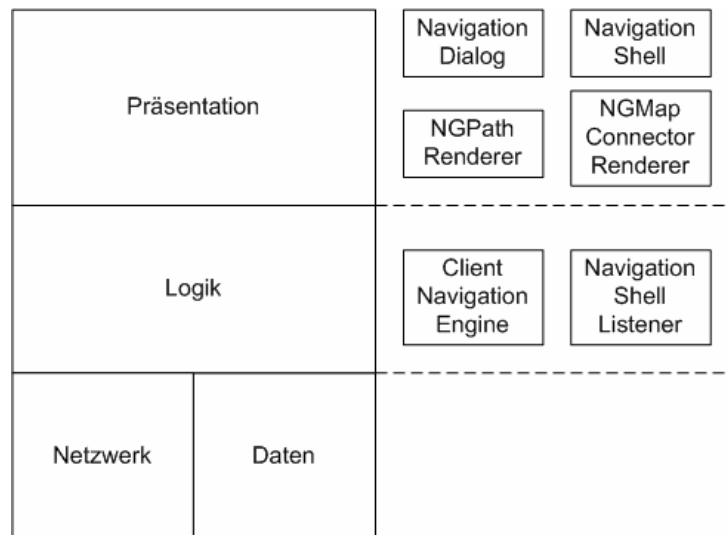 Präsentation
Navigation
Dialog
Navigation
Shell
NGPath
Renderer
NGMap
Connector
Renderer
Logik
Client
Navigation
Engine
Navigation
Shell
Listener
Netzwerk
Daten